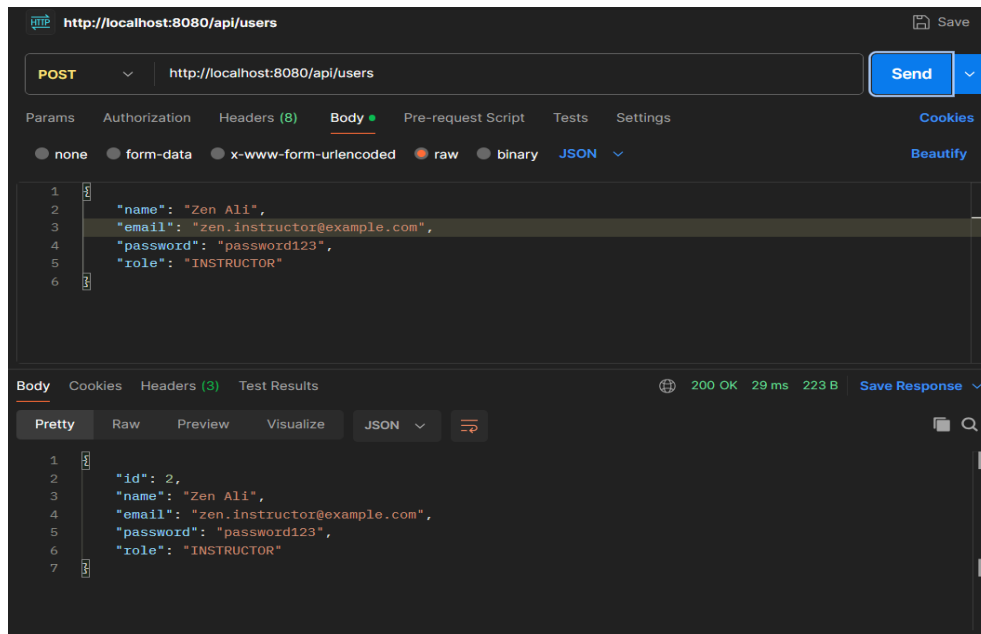 HTTP http://localhost:8080/api/users Save
POST http://localhost:8080/api/users Send
Params Authorization Headers (8) Body Pre-request Script Tests Settings Cookies
none form-data x-www-form-urlencoded raw binary JSON Beautify
1 {
2 "name": "Zen Ali",
3 "email": "zen.instructor@example.com",
4 "password": "password123",
5 "role": "INSTRUCTOR"
6 }
Body Cookies Headers (3) Test Results 200 OK 29 ms 223 B Save Response
Pretty Raw Preview Visualize JSON
1 {
2 "id": 2,
3 "name": "Zen Ali",
4 "email": "zen.instructor@example.com",
5 "password": "password123",
6 "role": "INSTRUCTOR"
7 }